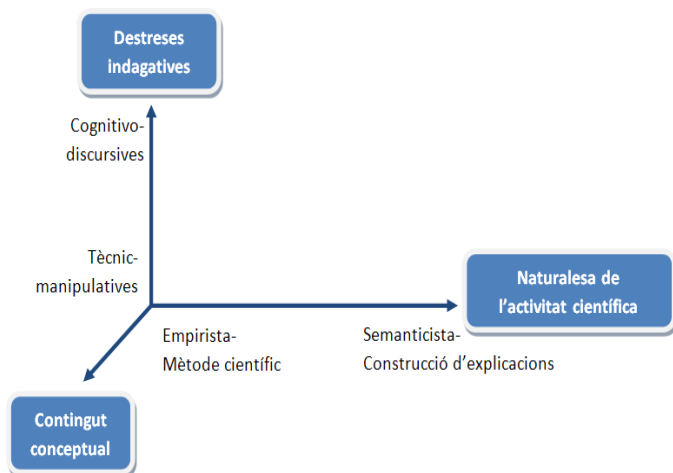 Destreses
indagatives
Cognitivo-
discursives
Tècnic-
manipulatives
Naturalesa de
l'activitat científica
Empirista-
Mètode científic
Semanticista-
Construcció d'explicacions
Contingut
conceptual